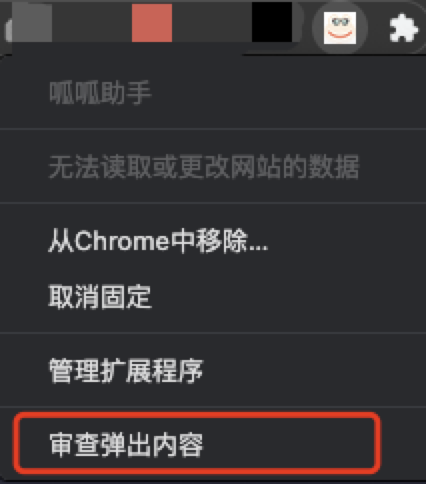 呱呱助手
无法读取或更改网站的数据
从Chrome中移除...
取消固定
管理扩展程序
审查弹出内容